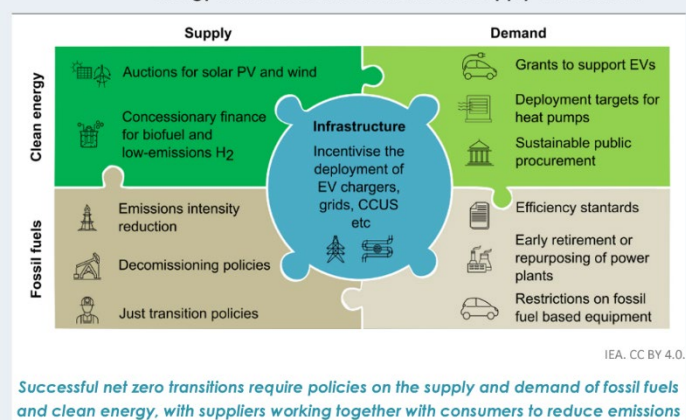 Supply
Demand
Clean energy
Auctions for solar PV and wind
Concessionary finance
for biofuel and
low-emissions H2
Grants to support EVs
Deployment targets for
heat pumps
Sustainable public
procurement
Infrastructure
Incentivise the
deployment of
EV chargers,
grids, CCUS
etc
Fossil fuels
Emissions intensity
reduction
Decomissioning policies
Just transition policies
Efficiency stantards
Early retirement or
repurposing of power
plants
Restrictions on fossil
fuel based equipment
IEA. CC BY 4.0.
Successful net zero transitions require policies on the supply and demand of fossil fuels
and clean energy, with suppliers working together with consumers to reduce emissions